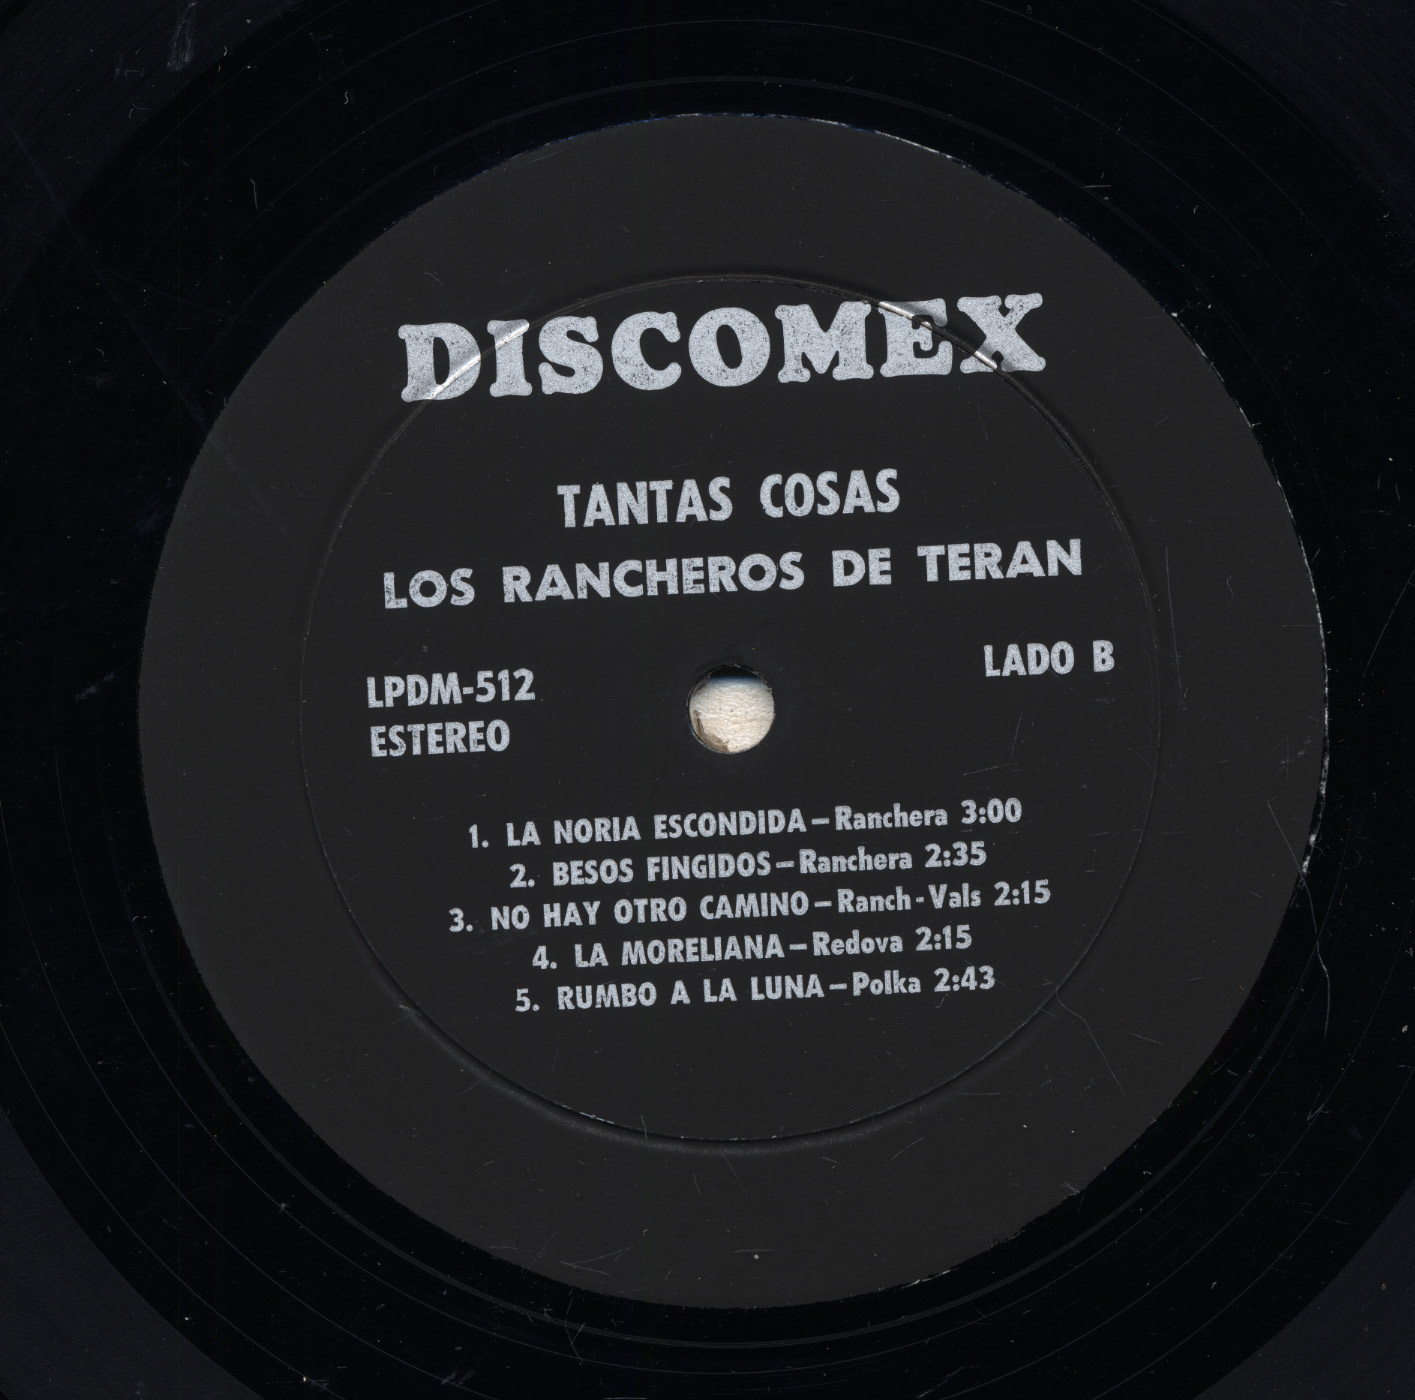 DISCOMEX
TANTAS COSAS
LOS RANCHEROS DE TERAN
LPDM-512
ESTEREO
LADO B
1. LA NORIA ESCONDIDA—Ranchera 3:00
2. BESOS FINGIDOS—Ranchera 2:35
3. NO HAY OTRO CAMINO—Ranch-Vals 2:15
4. LA MORELIANA—Redova 2:15
5. RUMBO A LA LUNA—Polka 2:43